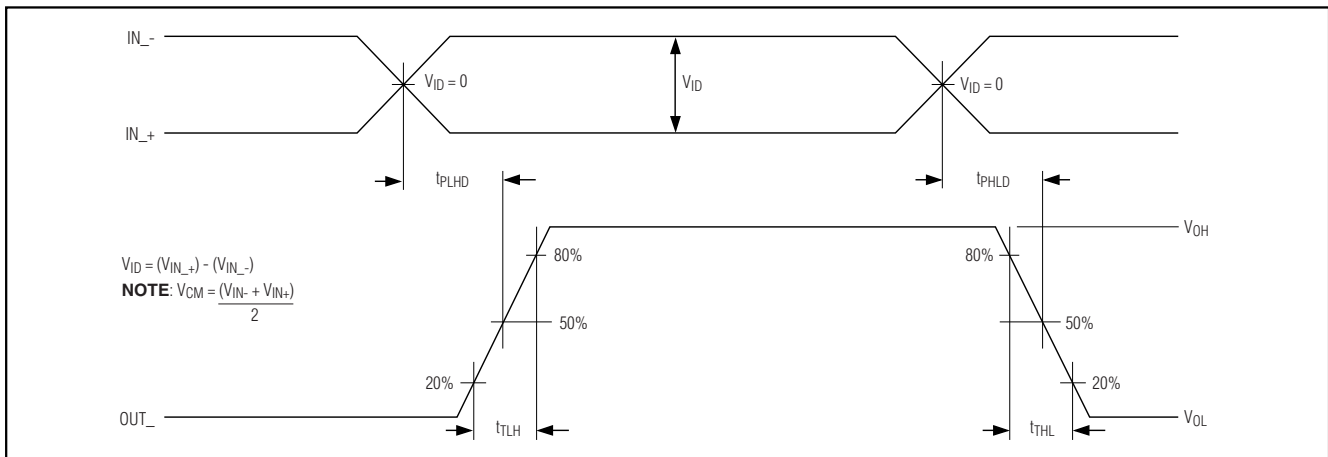 IN_-
V_ID = 0
V_ID
V_ID = 0
IN_+
t_PLHD
t_PHLD
V_OH
80%
80%
V_ID = (V_IN_+) - (V_IN_-)
NOTE: V_CM = (V_IN- + V_IN+)
2
50%
50%
20%
20%
OUT_
t_TLH
t_THL
V_OL